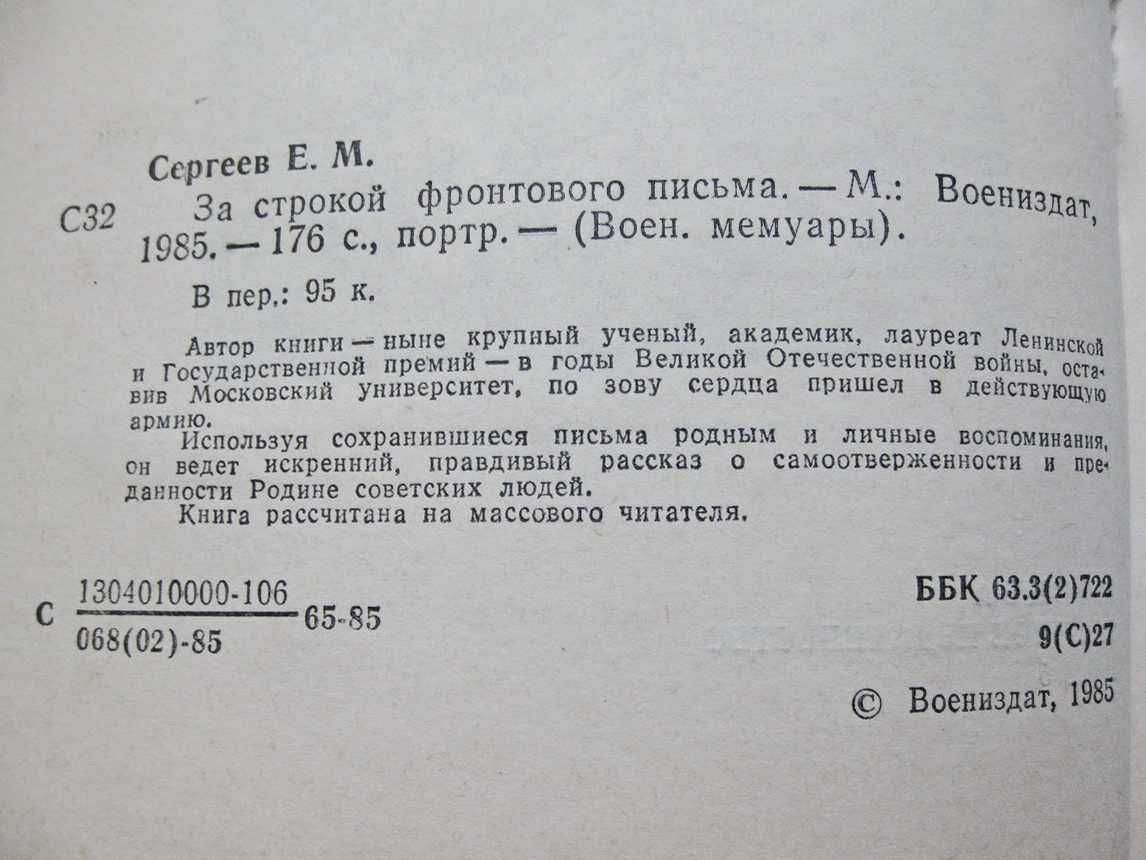 Сергеев Е. М.
С32 За строкой фронтового письма. — М.: Воениздат,
1985. — 176 с., портр. — (Воен. мемуары).
В пер.: 95 к.
Автор книги — ныне крупный ученый, академик, лауреат Ленинской
и Государственной премий — в годы Великой Отечественной войны, оста-
вив Московский университет, по зову сердца пришел в действующую
армию.
Используя сохранившиеся письма родным и личные воспоминания,
он ведет искренний, правдивый рассказ о самоотверженности и пре-
данности Родине советских людей.
Книга рассчитана на массового читателя.
1304010000-106
С 65-85
068(02)-85
ББК 63.3(2)722
9(С)27
© Воениздат, 1985